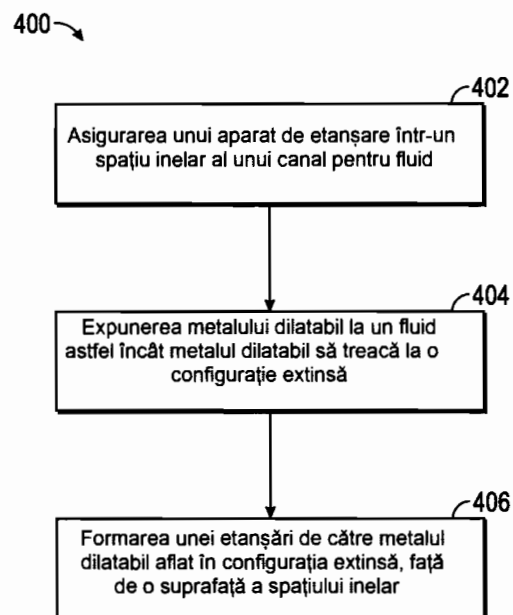 400
402
Asigurarea unui aparat de etanșare într-un
spațiu inelar al unui canal pentru fluid
404
Expunerea metalului dilatabil la un fluid
astfel încât metalul dilatabil să treacă la o
configurație extinsă
406
Formarea unei etanșări de către metalul
dilatabil aflat în configurația extinsă, față
de o suprafață a spațiului inelar